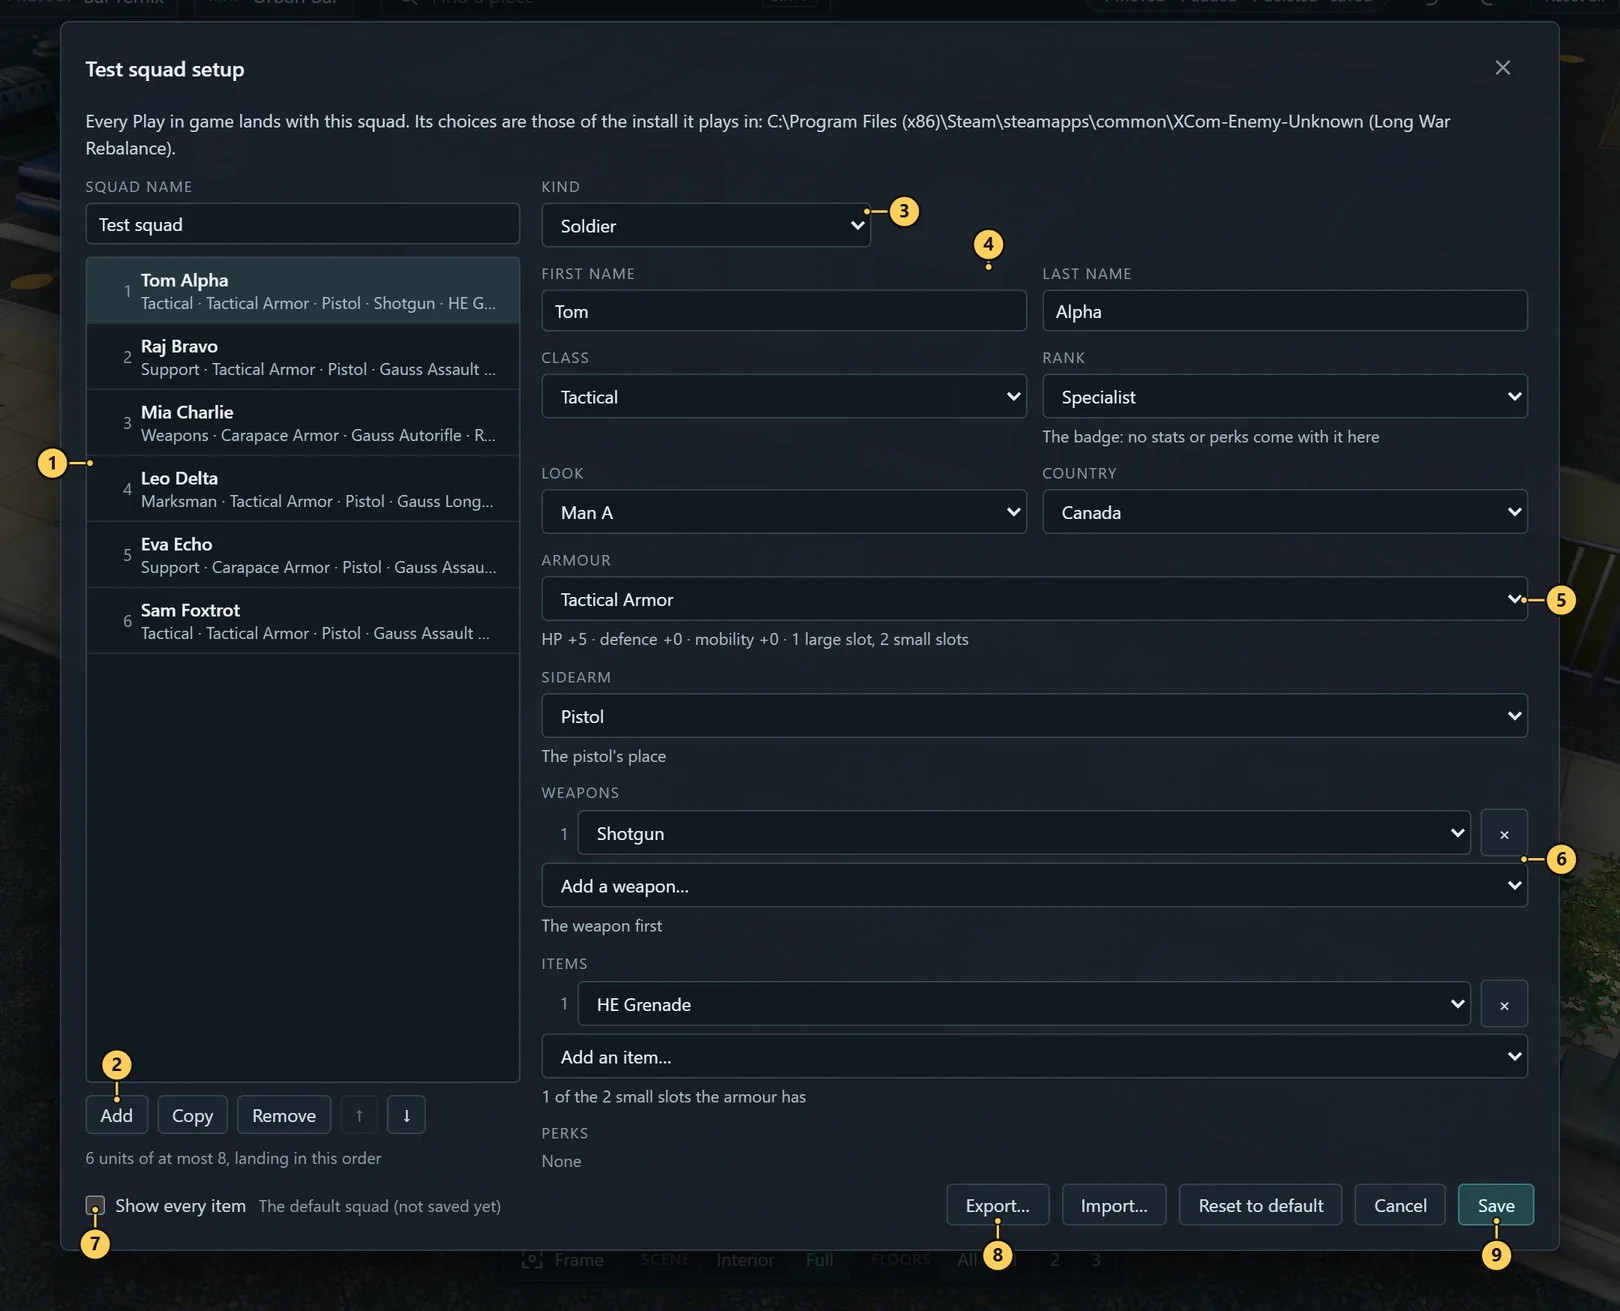 Test squad setup
Every Play in game lands with this squad. Its choices are those of the install it plays in: C:\Program Files (x86)\Steam\steamapps\common\XCom-Enemy-Unknown (Long War
Rebalance).
SQUAD NAME
Test squad
1
Tom Alpha
Tactical · Tactical Armor · Pistol · Shotgun · HE G...
2
Raj Bravo
Support · Tactical Armor · Pistol · Gauss Assault ...
3
Mia Charlie
Weapons · Carapace Armor · Gauss Autorifle · R...
1
4
Leo Delta
Marksman · Tactical Armor · Pistol · Gauss Long...
5
Eva Echo
Support · Carapace Armor · Pistol · Gauss Assau...
6
Sam Foxtrot
Tactical · Tactical Armor · Pistol · Gauss Assault ...
2
Add
Copy
Remove
↑
↓
6 units of at most 8, landing in this order
KIND
Soldier
3
4
FIRST NAME
Tom
LAST NAME
Alpha
CLASS
Tactical
RANK
Specialist
The badge: no stats or perks come with it here
LOOK
Man A
COUNTRY
Canada
ARMOUR
Tactical Armor
5
HP +5 · defence +0 · mobility +0 · 1 large slot, 2 small slots
SIDEARM
Pistol
The pistol's place
WEAPONS
1
Shotgun
×
6
Add a weapon...
The weapon first
ITEMS
1
HE Grenade
×
Add an item...
1 of the 2 small slots the armour has
PERKS
None
Show every item
The default squad (not saved yet)
7
Export...
Import...
Reset to default
Cancel
Save
8
9
Frame
SCENE
Interior
Full
FLOORS
All
2
3